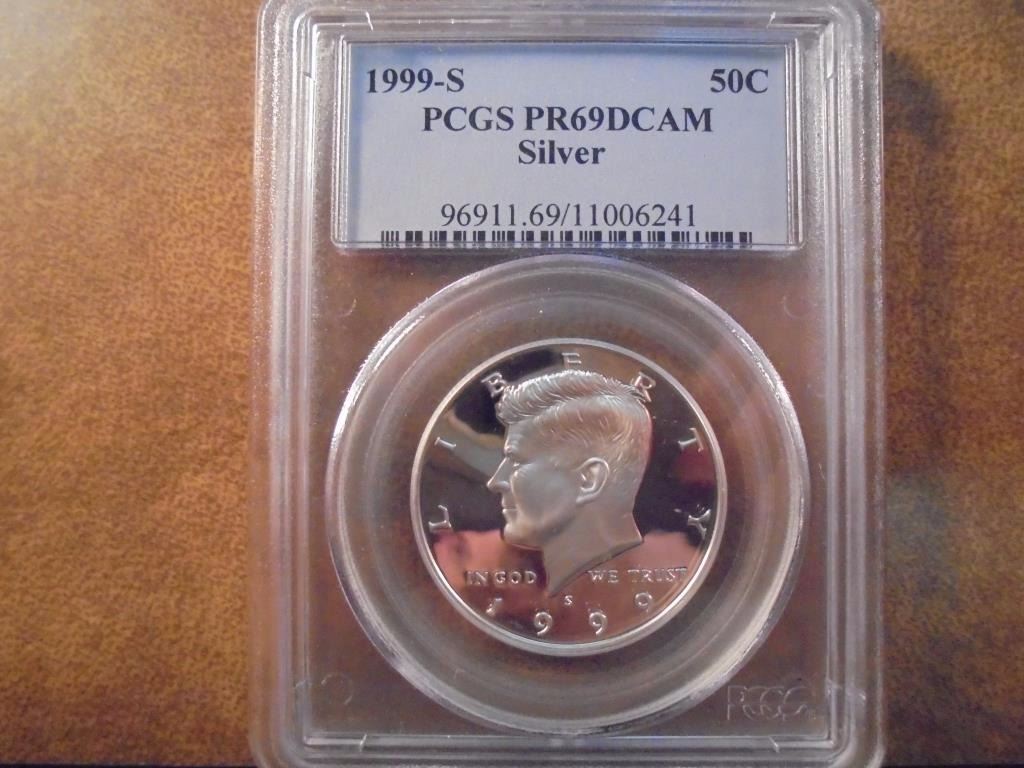 1999-S 50C
PCGS PR69DCAM
Silver
96911.69/11006241
LIBERTY
IN GOD WE TRUST
S
1999
PCGS